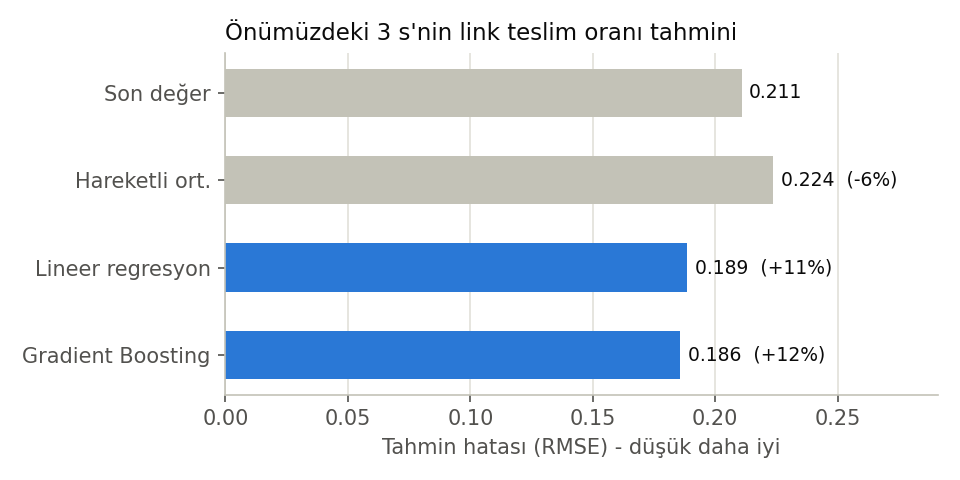 Önümüzdeki 3 s'nin link teslim oranı tahmini
Son değer
0.211
Hareketli ort.
0.224 (-6%)
Lineer regresyon
0.189 (+11%)
Gradient Boosting
0.186 (+12%)
0.00 0.05 0.10 0.15 0.20 0.25
Tahmin hatası (RMSE) - düşük daha iyi